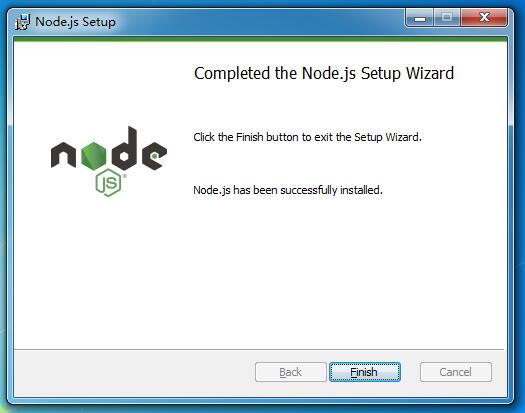 Node.js Setup
Completed the Node.js Setup Wizard
Click the Finish button to exit the Setup Wizard.
node
JS®
Node.js has been successfully installed.
Back Finish Cancel